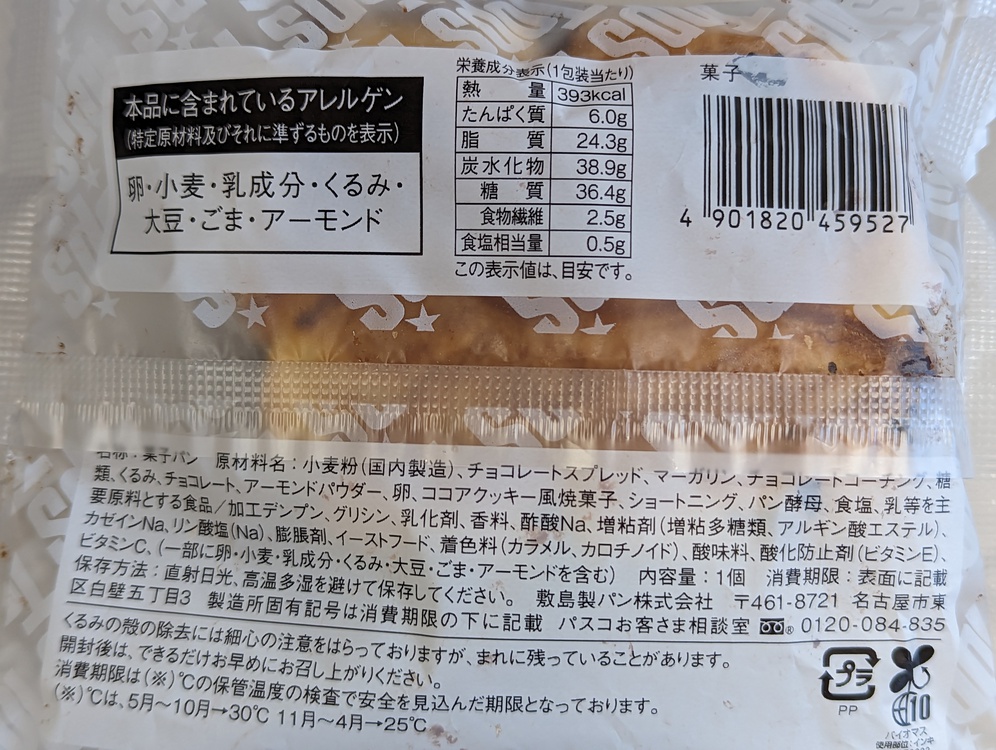 本品に含まれているアレルゲン
(特定原材料及びそれに準ずるものを表示)
卵・小麦・乳成分・くるみ・
大豆・ごま・アーモンド
栄養成分表示(1包装当たり)
熱量 393kcal
たんぱく質 6.0g
脂質 24.3g
炭水化物 38.9g
糖質 36.4g
食物繊維 2.5g
食塩相当量 0.5g
この表示値は、目安です。
菓子
4 901820 459527
名称:菓子パン 原材料名:小麦粉(国内製造)、チョコレートスプレッド、マーガリン、チョコレートコーチング、糖
類、くるみ、チョコレート、アーモンドパウダー、卵、ココアクッキー風焼菓子、ショートニング、パン酵母、食塩、乳等を主
要原料とする食品/加工デンプン、グリシン、乳化剤、香料、酢酸Na、増粘剤(増粘多糖類、アルギン酸エステル)、
カゼインNa、リン酸塩(Na)、膨脹剤、イーストフード、着色料(カラメル、カロチノイド)、酸味料、酸化防止剤(ビタミンE)、
ビタミンC、(一部に卵・小麦・乳成分・くるみ・大豆・ごま・アーモンドを含む) 内容量:1個 消費期限:表面に記載
保存方法:直射日光、高温多湿を避けて保存してください。 敷島製パン株式会社 〒461-8721 名古屋市東
区白壁五丁目3 製造所固有記号は消費期限の下に記載 パスコお客さま相談室 ® 0120-084-835
くるみの殻の除去には細心の注意をはらっておりますが、まれに残っていることがあります。
開封後は、できるだけお早めにお召し上がりください。
消費期限は(※)℃の保管温度の検査で安全を見込んだ期限となっております。
(※)℃は、5月〜10月→30℃ 11月〜4月→25℃
プラ
PP
10
バイオマス
使用部位:インキ